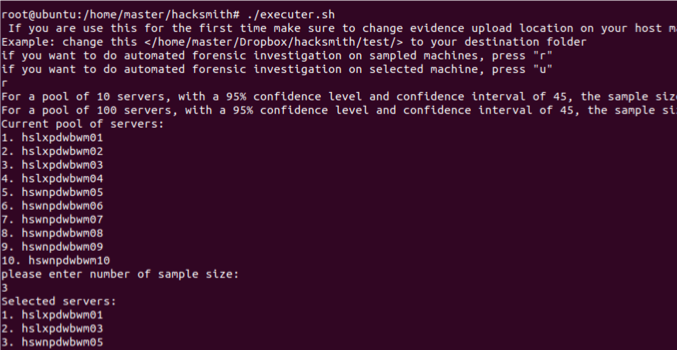 root@ubuntu:/home/master/hacksmith# ./executer.sh
If you are use this for the first time make sure to change evidence upload location on your host
Example: change this </home/master/Dropbox/hacksmith/test/> to your destination folder
if you want to do automated forensic investigation on sampled machines, press "r"
if you want to do automated forensic investigation on selected machine, press "u"
r
For a pool of 10 servers, with a 95% confidence level and confidence interval of 45, the sample size
For a pool of 100 servers, with a 95% confidence level and confidence interval of 45, the sample
Current pool of servers:
1. hslxpdwbwm01
2. hslxpdwbwm02
3. hslxpdwbwm03
4. hslxpdwbwm04
5. hswnpdwbwm05
6. hswnpdwbwm06
7. hswnpdwbwm07
8. hswnpdwbwm08
9. hswnpdwbwm09
10. hswnpdwbwm10
please enter number of sample size:
3
Selected servers:
1. hslxpdwbwm01
2. hslxpdwbwm03
3. hswnpdwbwm05